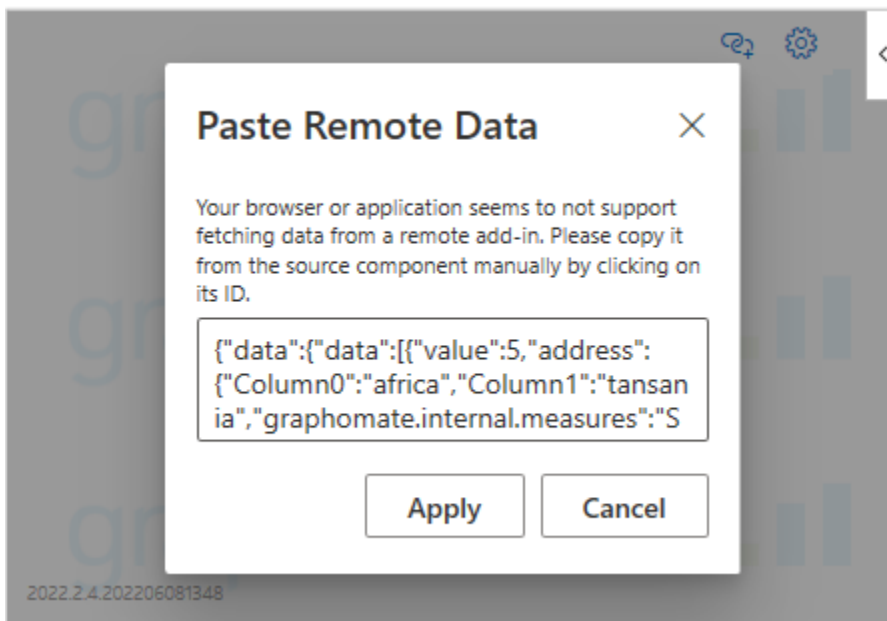 Paste Remote Data
Your browser or application seems to not support
fetching data from a remote add-in. Please copy it
from the source component manually by clicking on
its ID.
{"data":{"data":[{"value":5,"address":
{"Column0":"africa","Column1":"tansan
ia","graphomate.internal.measures":"S
Apply
Cancel
2022.2.4.202206081348